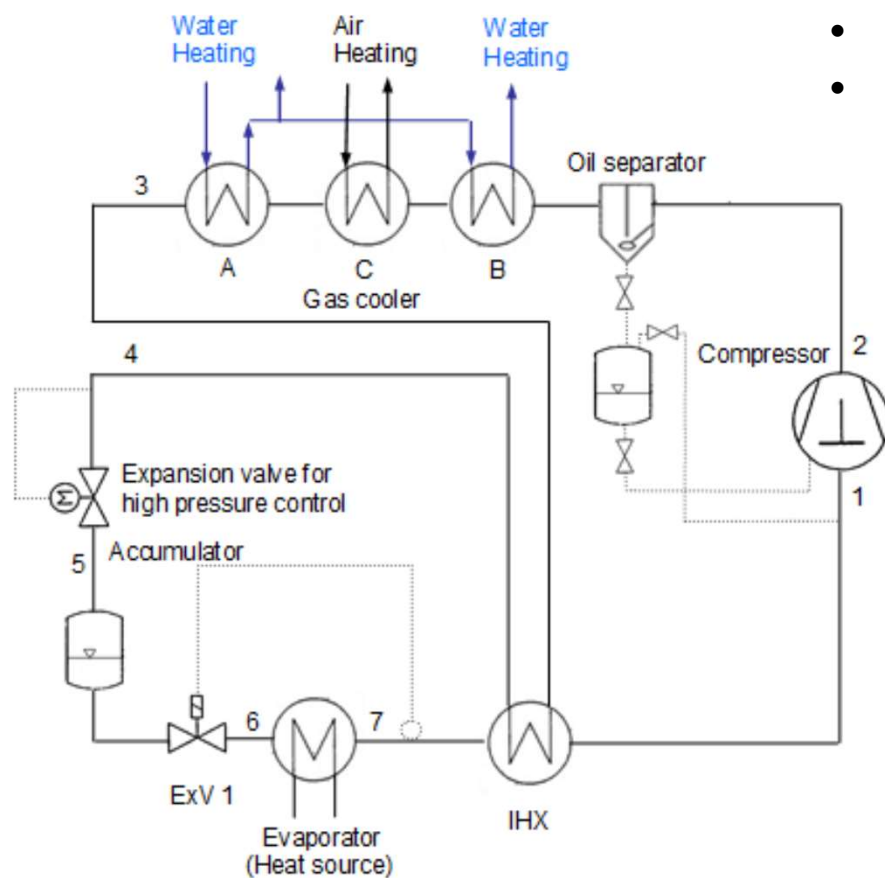 Water
Heating
Air
Heating
Water
Heating
Oil separator
3
A
C
B
Gas cooler
4
Compressor
2
Expansion valve for
high pressure control
M
1
5
Accumulator
6
7
ExV 1
IHX
Evaporator
(Heat source)